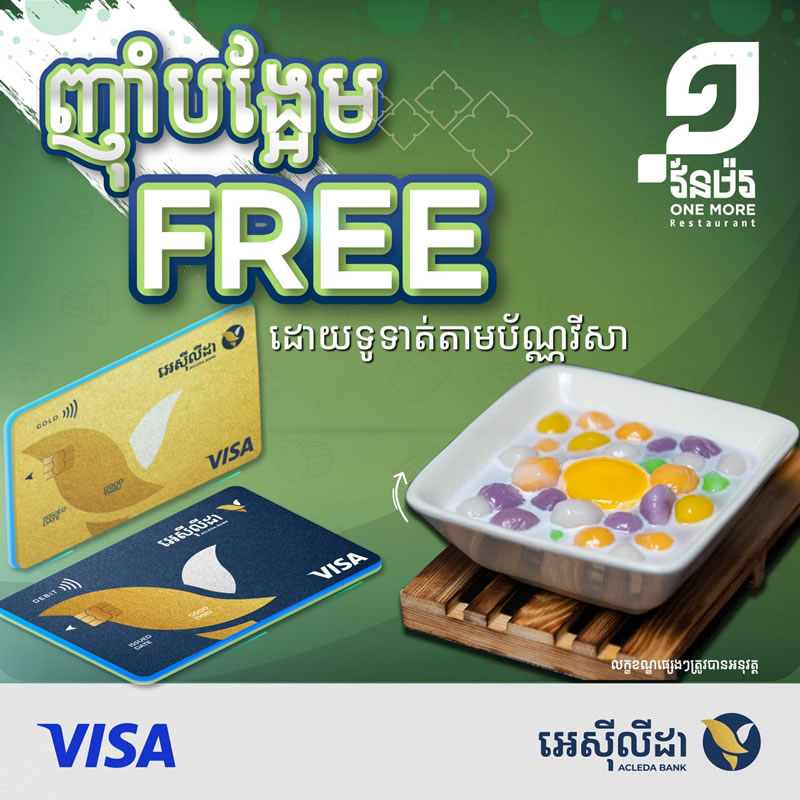 ញ៉ាំបង្អែម
FREE
ដោយទូទាត់តាមប័ណ្ណវីសា
វ័នម៉រ
ONE MORE
Restaurant
អេស៊ីលីដា
ACLEDA BANK
GOLD
GOOD THRU
ISSUED DATE
VISA
អេស៊ីលីដា
ACLEDA BANK
DEBIT
VISA
GOOD THRU
ISSUED DATE
លក្ខខណ្ឌផ្សេងៗត្រូវបានអនុវត្ត
VISA
អេស៊ីលីដា
ACLEDA BANK